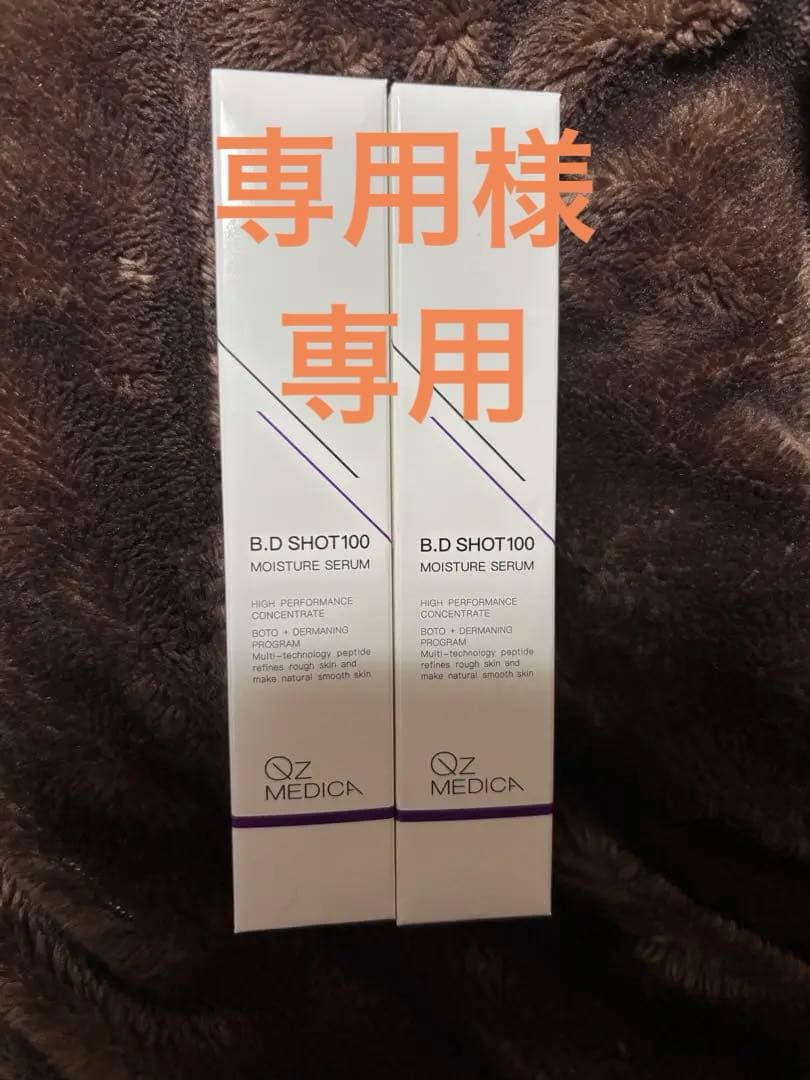 専用様
専用
B.D SHOT100
MOISTURE SERUM
HIGH PERFORMANCE
CONCENTRATE
BOTO + DERMANING
PROGRAM
Multi-technology peptide
refines rough skin and
make natural smooth skin
QZ
MEDICA
B.D SHOT100
MOISTURE SERUM
HIGH PERFORMANCE
CONCENTRATE
BOTO + DERMANING
PROGRAM
Multi-technology peptide
refines rough skin and
make natural smooth skin
QZ
MEDICA